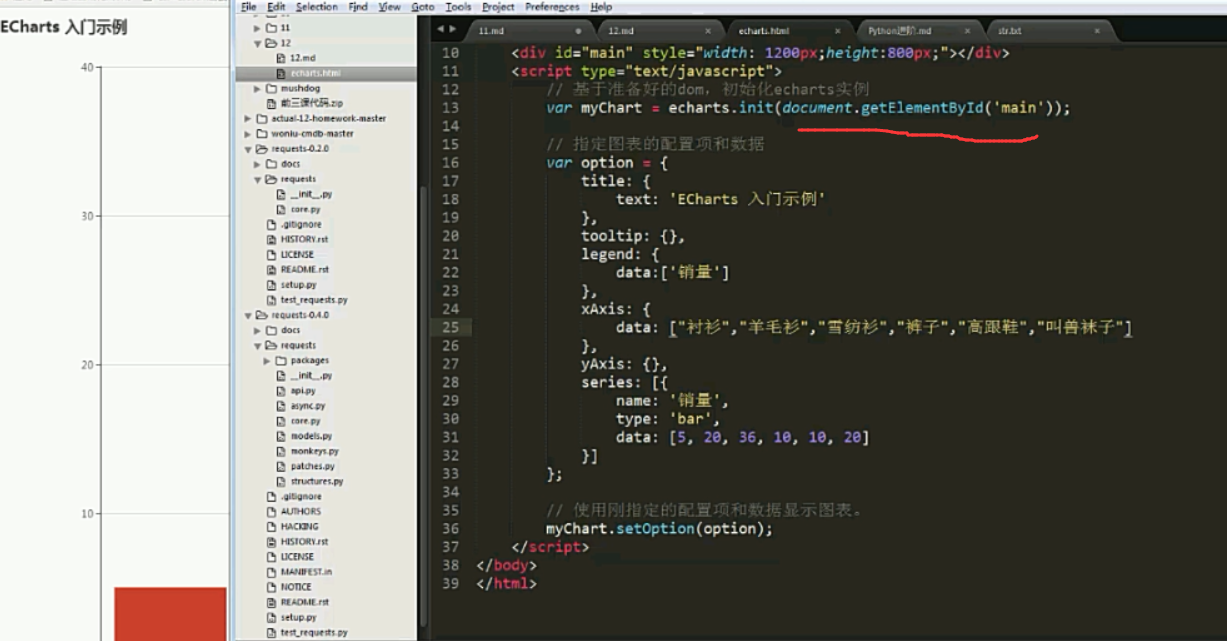 ECharts 入门示例
40
30
20
10
File Edit Selection Find View Goto Tools Project Preferences Help
11
12
12.md
echarts.html
mushdog
前三课代码.zip
actual-12-homework-master
woniu-cmdb-master
requests-0.2.0
docs
requests
__init__.py
core.py
.gitignore
HISTORY.rst
LICENSE
README.rst
setup.py
test_requests.py
requests-0.4.0
docs
requests
packages
__init__.py
api.py
async.py
core.py
models.py
monkeys.py
patches.py
structures.py
.gitignore
AUTHORS
HACKING
HISTORY.rst
LICENSE
MANIFEST.in
NOTICE
README.rst
setup.py
test_requests.py
11.md 12.md echarts.html Python进阶.md str.txt
10 <div id="main" style="width: 1200px;height:800px;"></div>
11 <script type="text/javascript">
12 // 基于准备好的dom，初始化echarts实例
13 var myChart = echarts.init(document.getElementById('main'));
14
15 // 指定图表的配置项和数据
16 var option = {
17 title: {
18 text: 'ECharts 入门示例'
19 },
20 tooltip: {},
21 legend: {
22 data:['销量']
23 },
24 xAxis: {
25 data: ["衬衫","羊毛衫","雪纺衫","裤子","高跟鞋","叫兽袜子"]
26 },
27 yAxis: {},
28 series: [{
29 name: '销量',
30 type: 'bar',
31 data: [5, 20, 36, 10, 10, 20]
32 }]
33 };
34
35 // 使用刚指定的配置项和数据显示图表。
36 myChart.setOption(option);
37 </script>
38 </body>
39 </html>